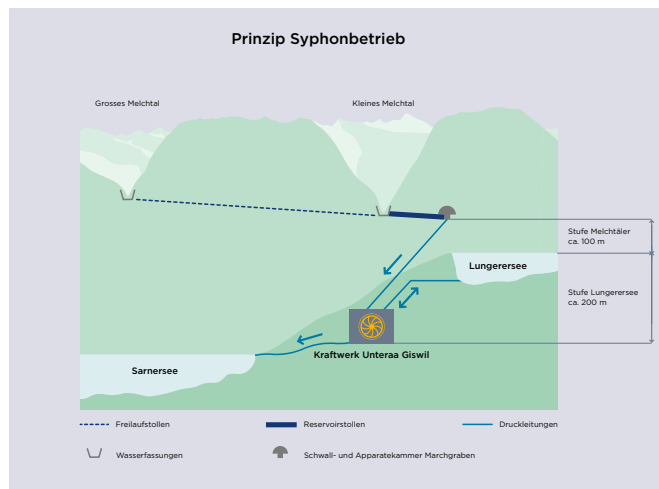 Prinzip Syphonbetrieb
Grosses Melchtal
Kleines Melchtal
Stufe Melchtäler
ca. 100 m
Lungerersee
Stufe Lungerersee
ca. 200 m
Kraftwerk Unteraa Giswil
Sarnersee
Freilaufstollen
Reservoirstollen
Druckleitungen
Wasserfassungen
Schwall- und Apparatekammer Marchgraben